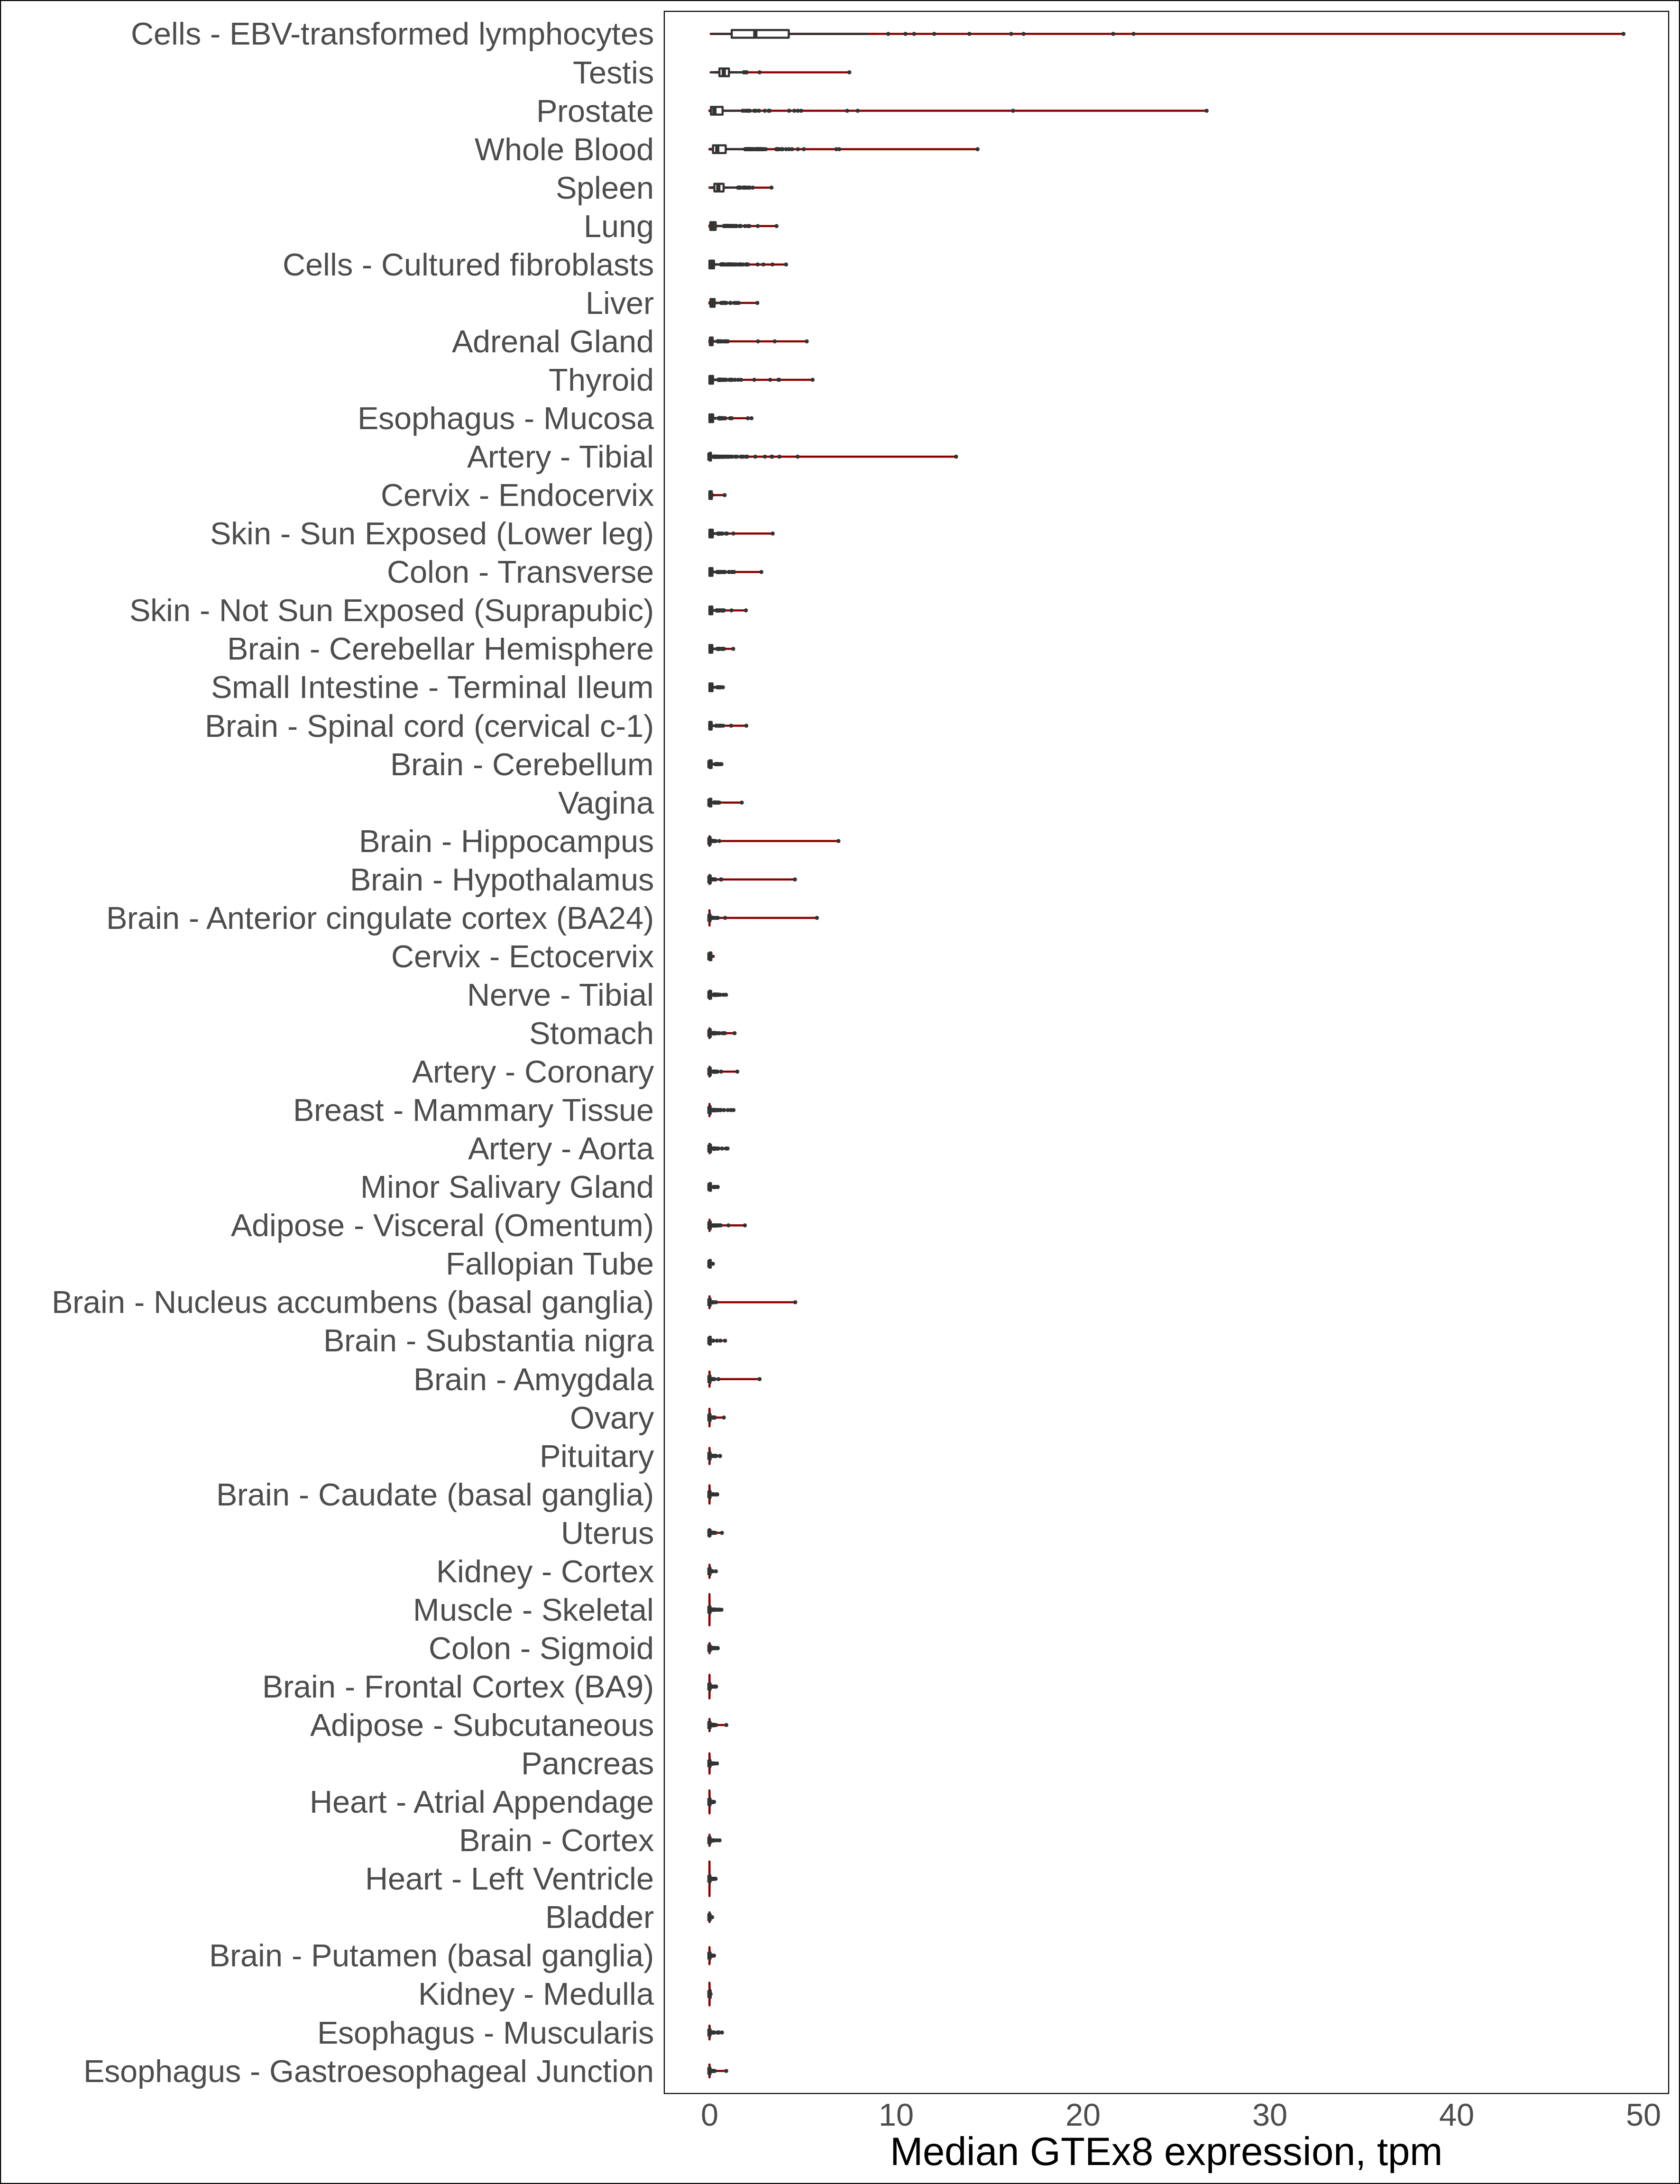 Cells - EBV-transformed lymphocytes
Testis
Prostate
Whole Blood
Spleen
Lung
Cells - Cultured fibroblasts
Liver
Adrenal Gland
Thyroid
Esophagus - Mucosa
Artery - Tibial
Cervix - Endocervix
Skin - Sun Exposed (Lower leg)
Colon - Transverse
Skin - Not Sun Exposed (Suprapubic)
Brain - Cerebellar Hemisphere
Small Intestine - Terminal Ileum
Brain - Spinal cord (cervical c-1)
Brain - Cerebellum
Vagina
Brain - Hippocampus
Brain - Hypothalamus
Brain - Anterior cingulate cortex (BA24)
Cervix - Ectocervix
Nerve - Tibial
Stomach
Artery - Coronary
Breast - Mammary Tissue
Artery - Aorta
Minor Salivary Gland
Adipose - Visceral (Omentum)
Fallopian Tube
Brain - Nucleus accumbens (basal ganglia)
Brain - Substantia nigra
Brain - Amygdala
Ovary
Pituitary
Brain - Caudate (basal ganglia)
Uterus
Kidney - Cortex
Muscle - Skeletal
Colon - Sigmoid
Brain - Frontal Cortex (BA9)
Adipose - Subcutaneous
Pancreas
Heart - Atrial Appendage
Brain - Cortex
Heart - Left Ventricle
Bladder
Brain - Putamen (basal ganglia)
Kidney - Medulla
Esophagus - Muscularis
Esophagus - Gastroesophageal Junction
0 10 20 30 40 50
Median GTEx8 expression, tpm